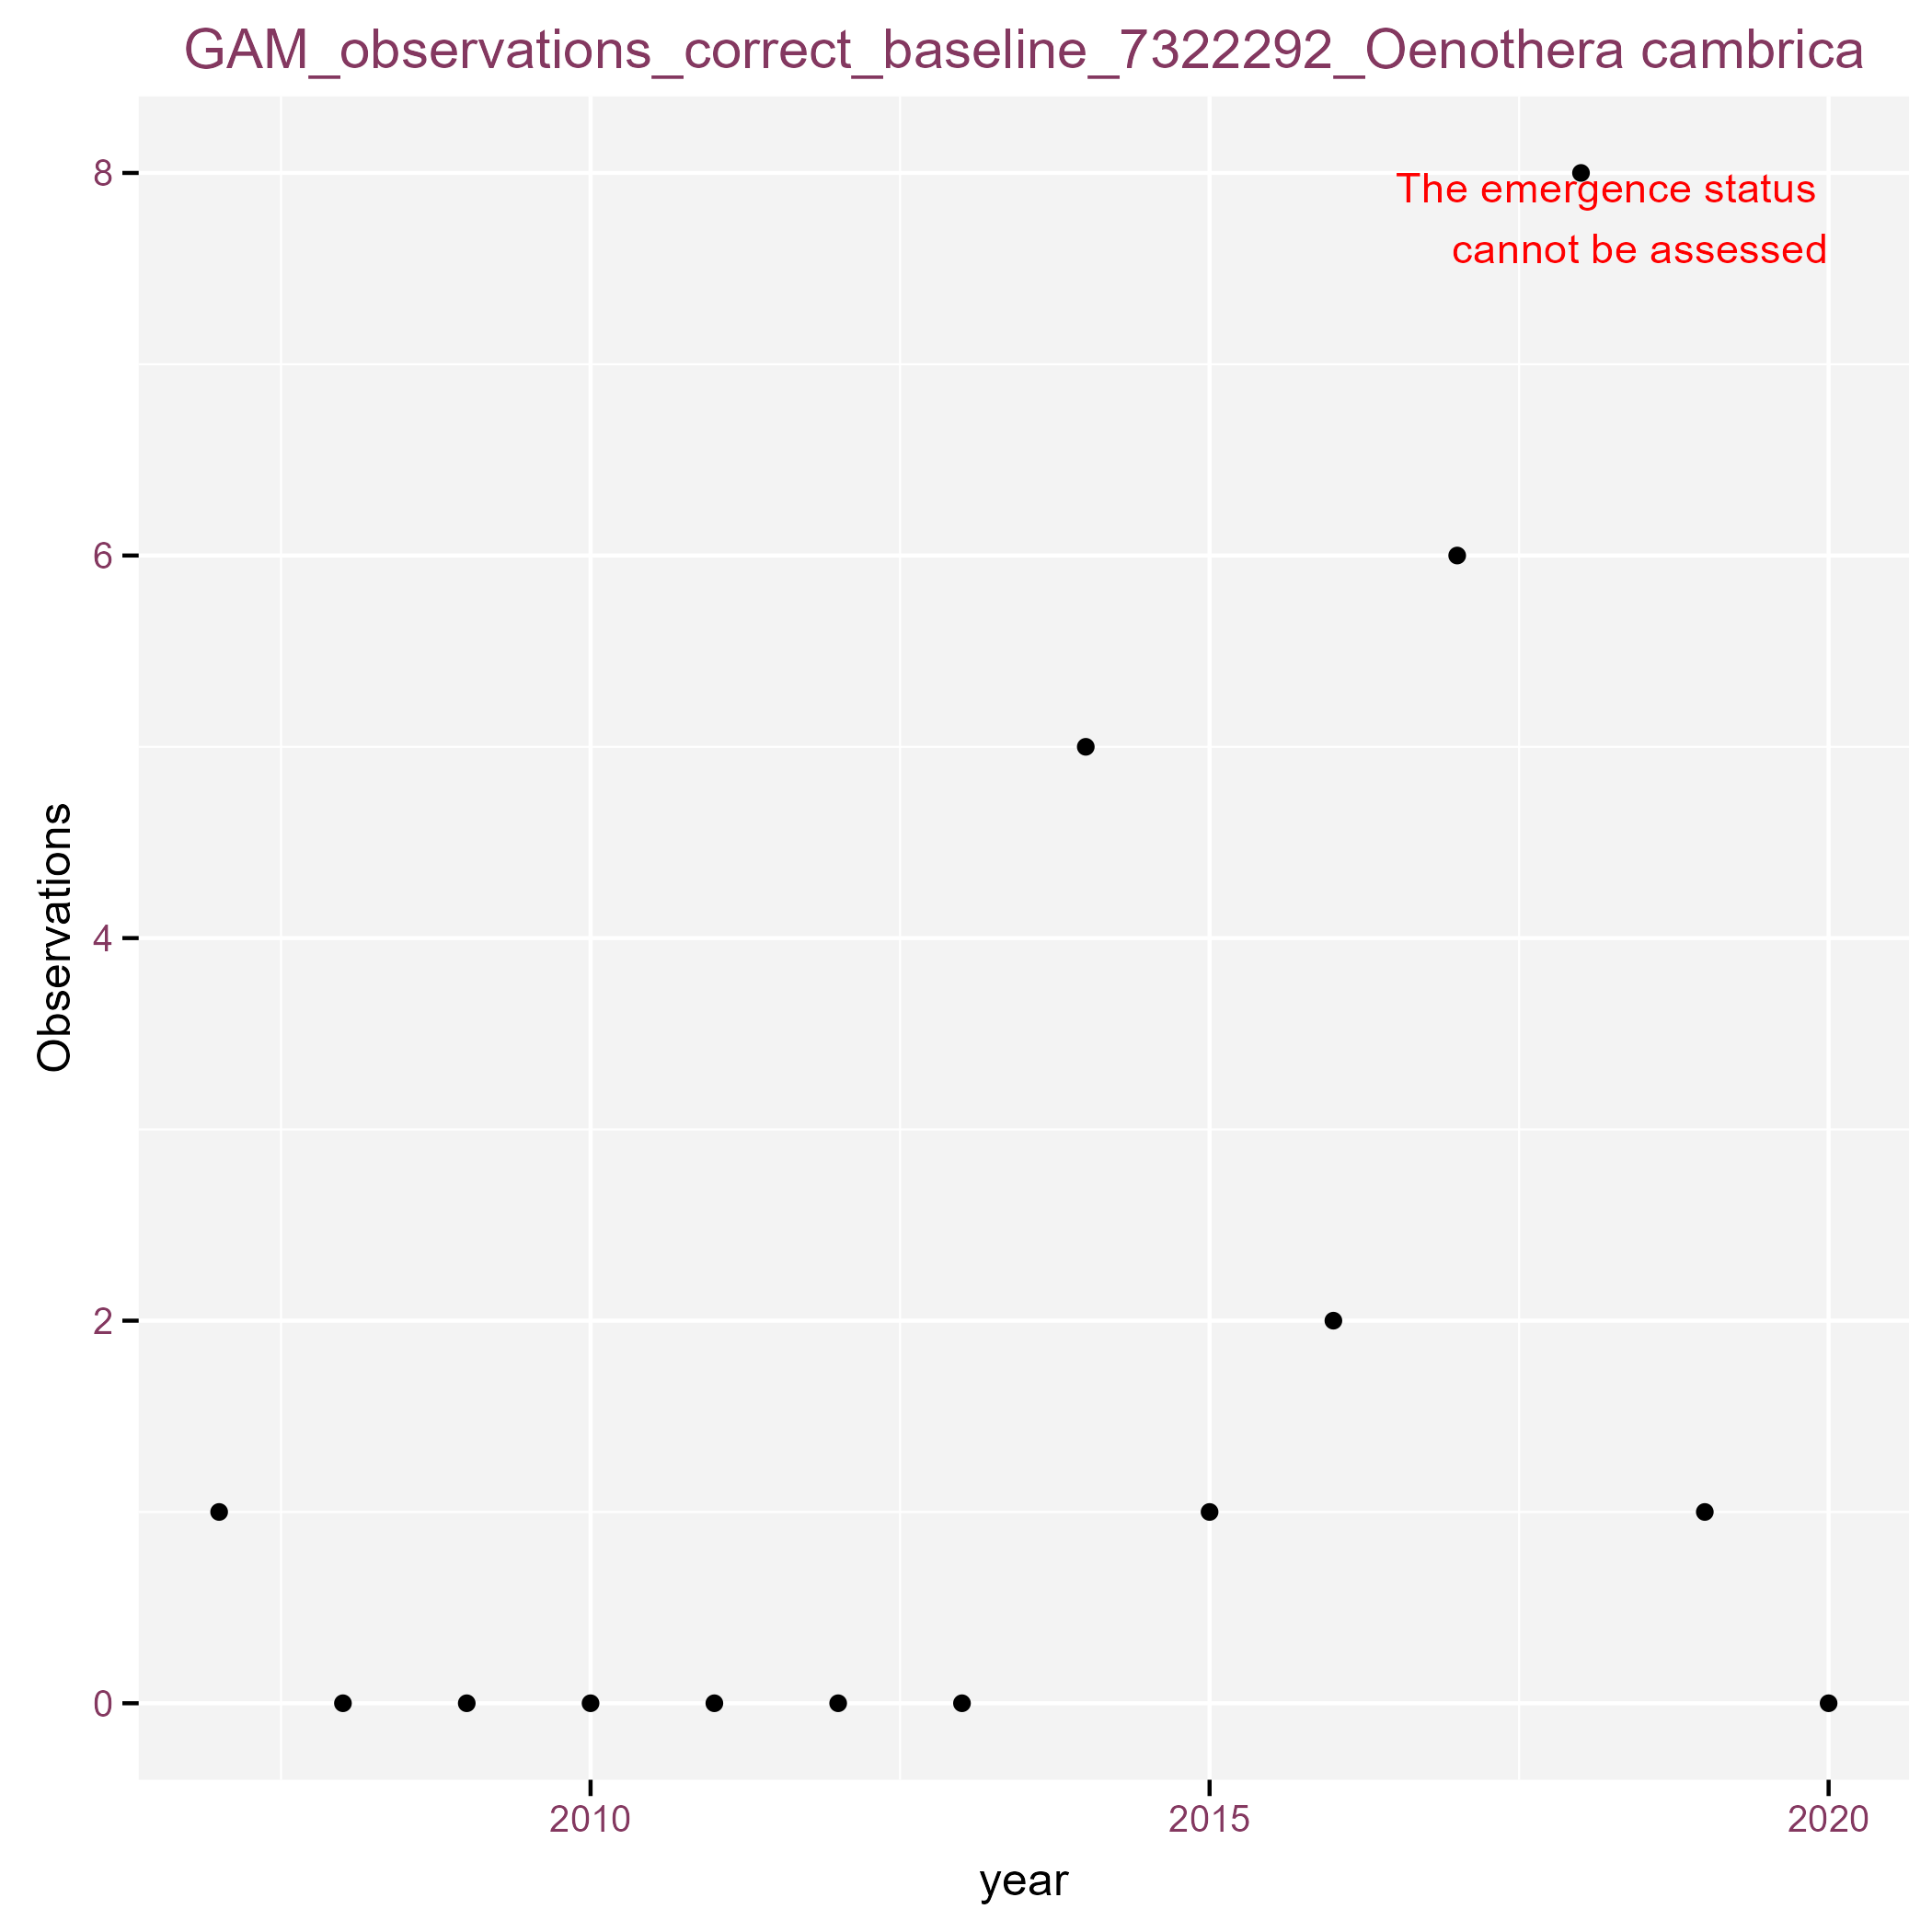 GAM_observations_correct_baseline_7322292_Oenothera cambrica
8
The emergence status
cannot be assessed
6
4
2
0
Observations
2010 2015 2020
year